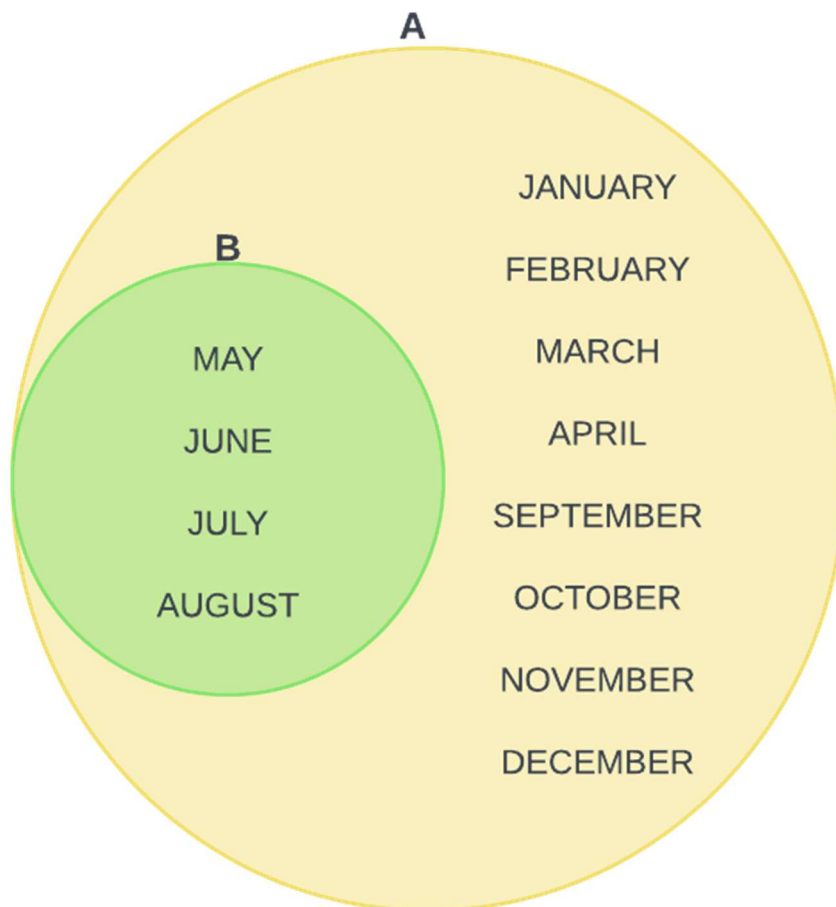 A
B
MAY
JUNE
JULY
AUGUST
JANUARY
FEBRUARY
MARCH
APRIL
SEPTEMBER
OCTOBER
NOVEMBER
DECEMBER